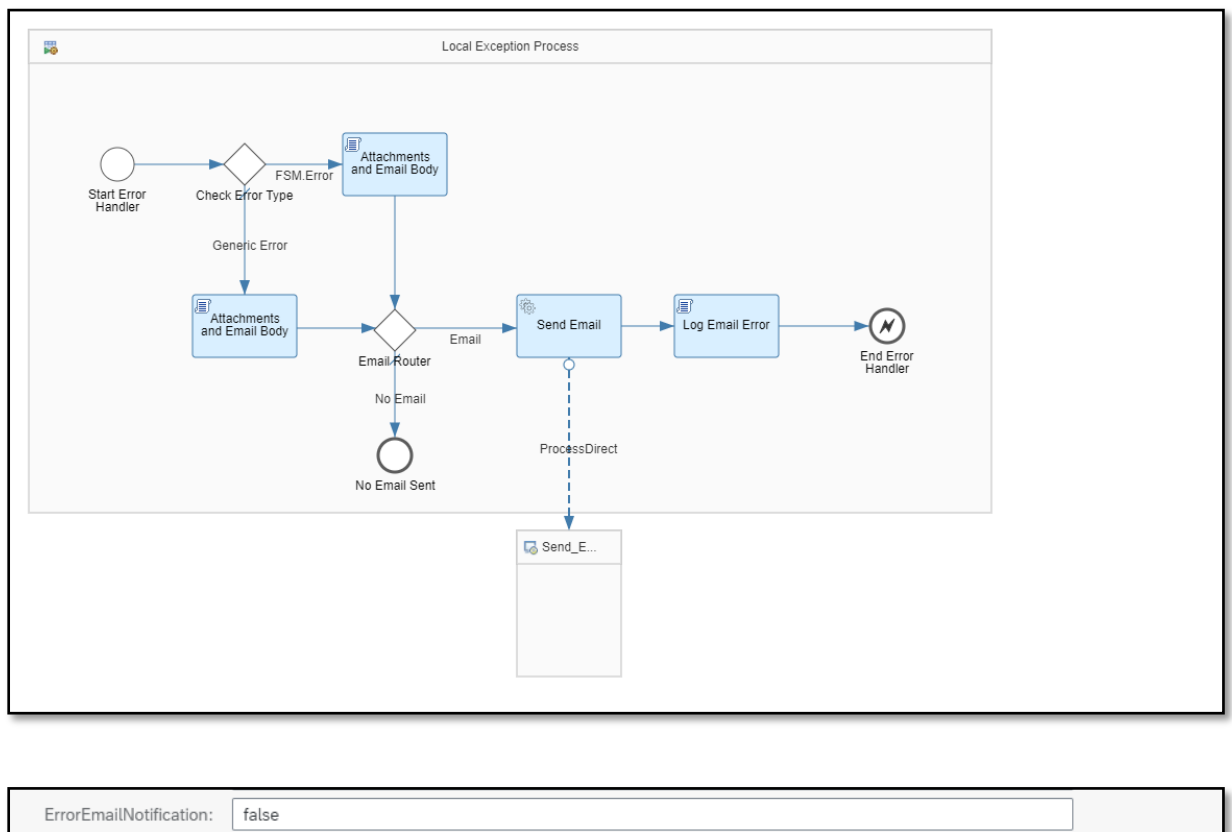 Local Exception Process
Attachments
and Email Body
FSM.Error
Start Error
Handler
Check Error Type
Generic Error
Attachments
and Email Body
Email Router
Email
Send Email
Log Email Error
End Error
Handler
No Email
No Email Sent
ProcessDirect
Send_E...
ErrorEmailNotification: false